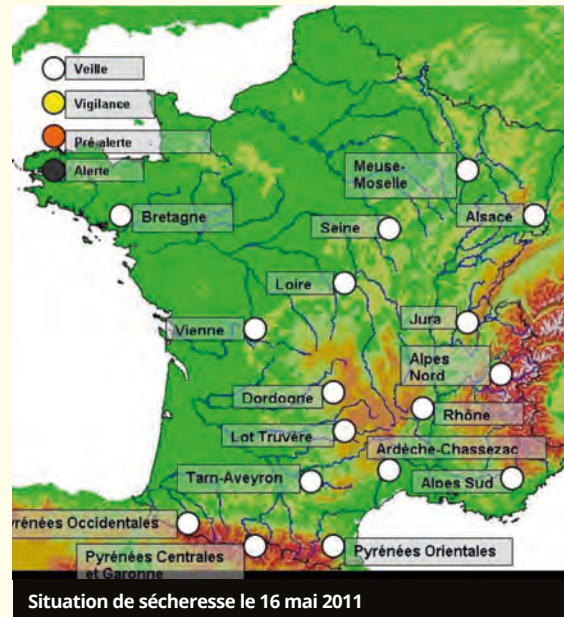 Veille
Vigilance
Pré-alerte
Alerte
Meuse-
Moselle
Bretagne
Alsace
Seine
Loire
Jura
Vienne
Alpes
Nord
Dordogne
Rhône
Lot Truyère
Ardèche-Chassezac
Tarn-Aveyron
Alpes Sud
yrénées Occidentales
Pyrénées Centrales
et Garonne
Pyrénées Orientales
Situation de sécheresse le 16 mai 2011